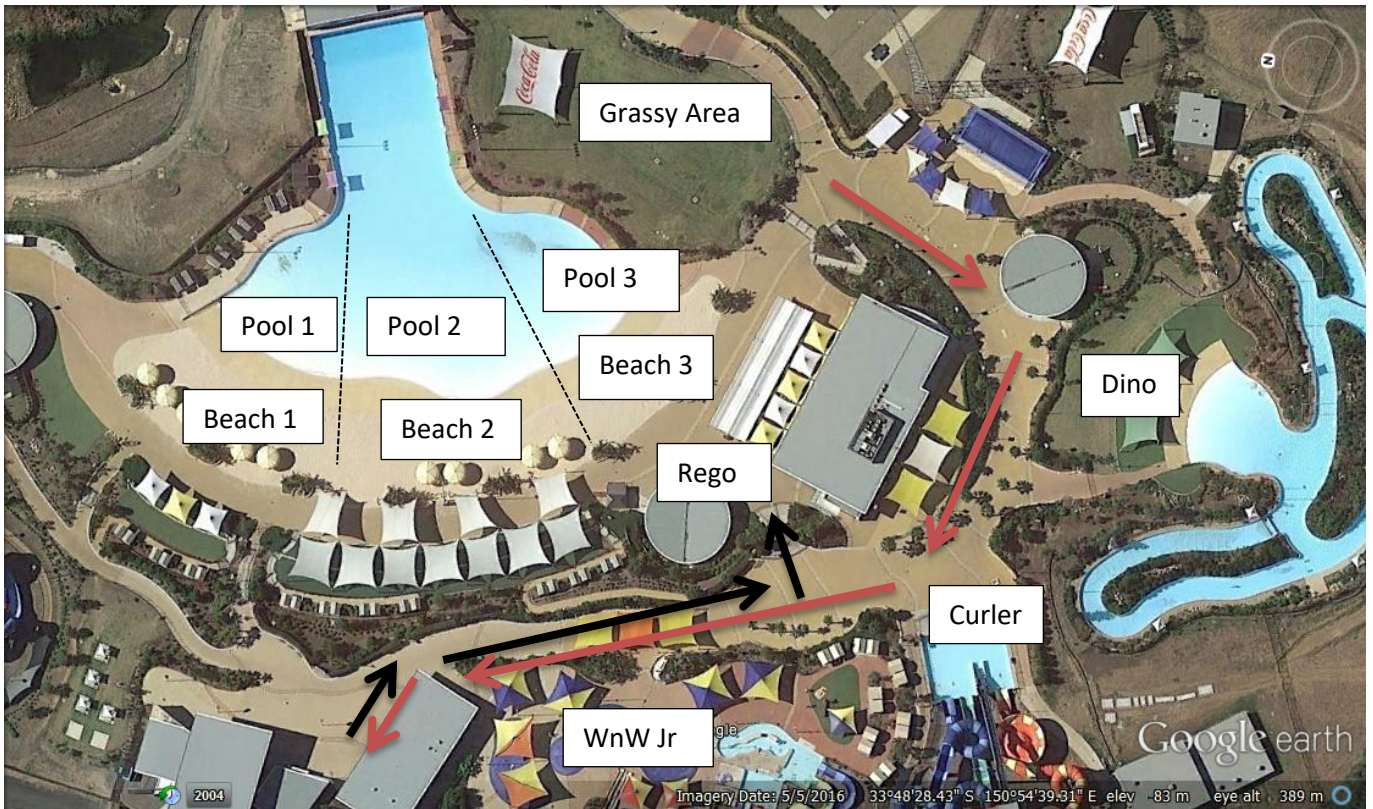 Coca-Cola
Coca-Cola
N
Grassy Area
Pool 3
Pool 1
Pool 2
Beach 3
Dino
Beach 1
Beach 2
Rego
Curler
WnW Jr
gle
Google earth
2004
Imagery Date: 5/5/2016 33°48'28.43" S 150°54'39.31" E elev 83 m eye alt 389 m